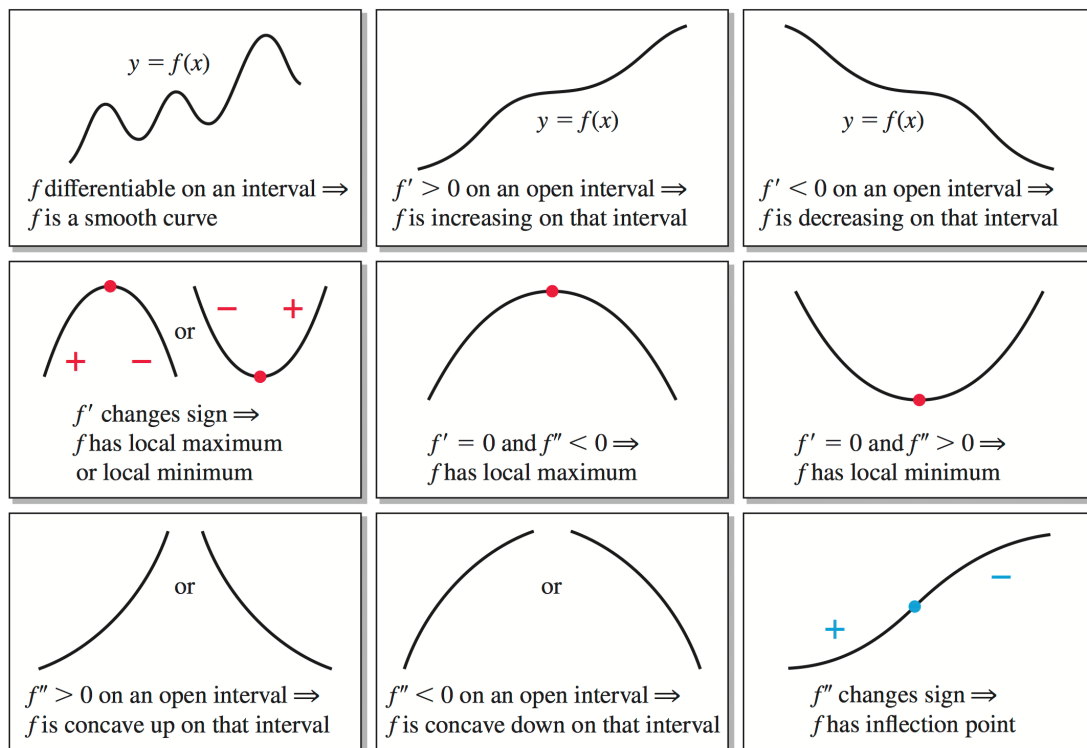 y = f(x)
f differentiable on an interval ⇒
f is a smooth curve
y = f(x)
f′ > 0 on an open interval ⇒
f is increasing on that interval
y = f(x)
f′ < 0 on an open interval ⇒
f is decreasing on that interval
or
+ −
− +
f′ changes sign ⇒
f has local maximum
or local minimum
f′ = 0 and f″ < 0 ⇒
f has local maximum
f′ = 0 and f″ > 0 ⇒
f has local minimum
or
f″ > 0 on an open interval ⇒
f is concave up on that interval
or
f″ < 0 on an open interval ⇒
f is concave down on that interval
+
−
f″ changes sign ⇒
f has inflection point